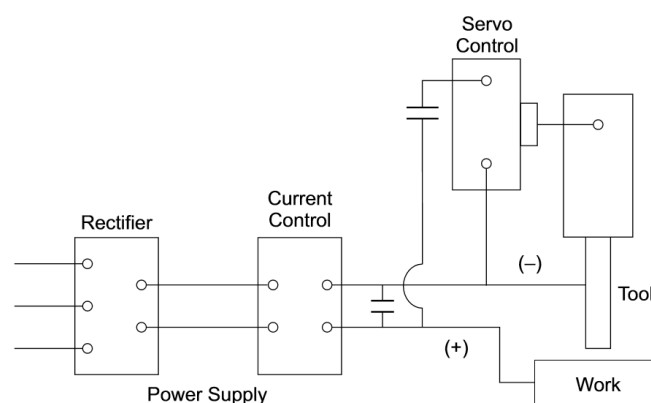 Servo
Control
Current
Control
Rectifier
(–)
Tool
(+)
Work
Power Supply